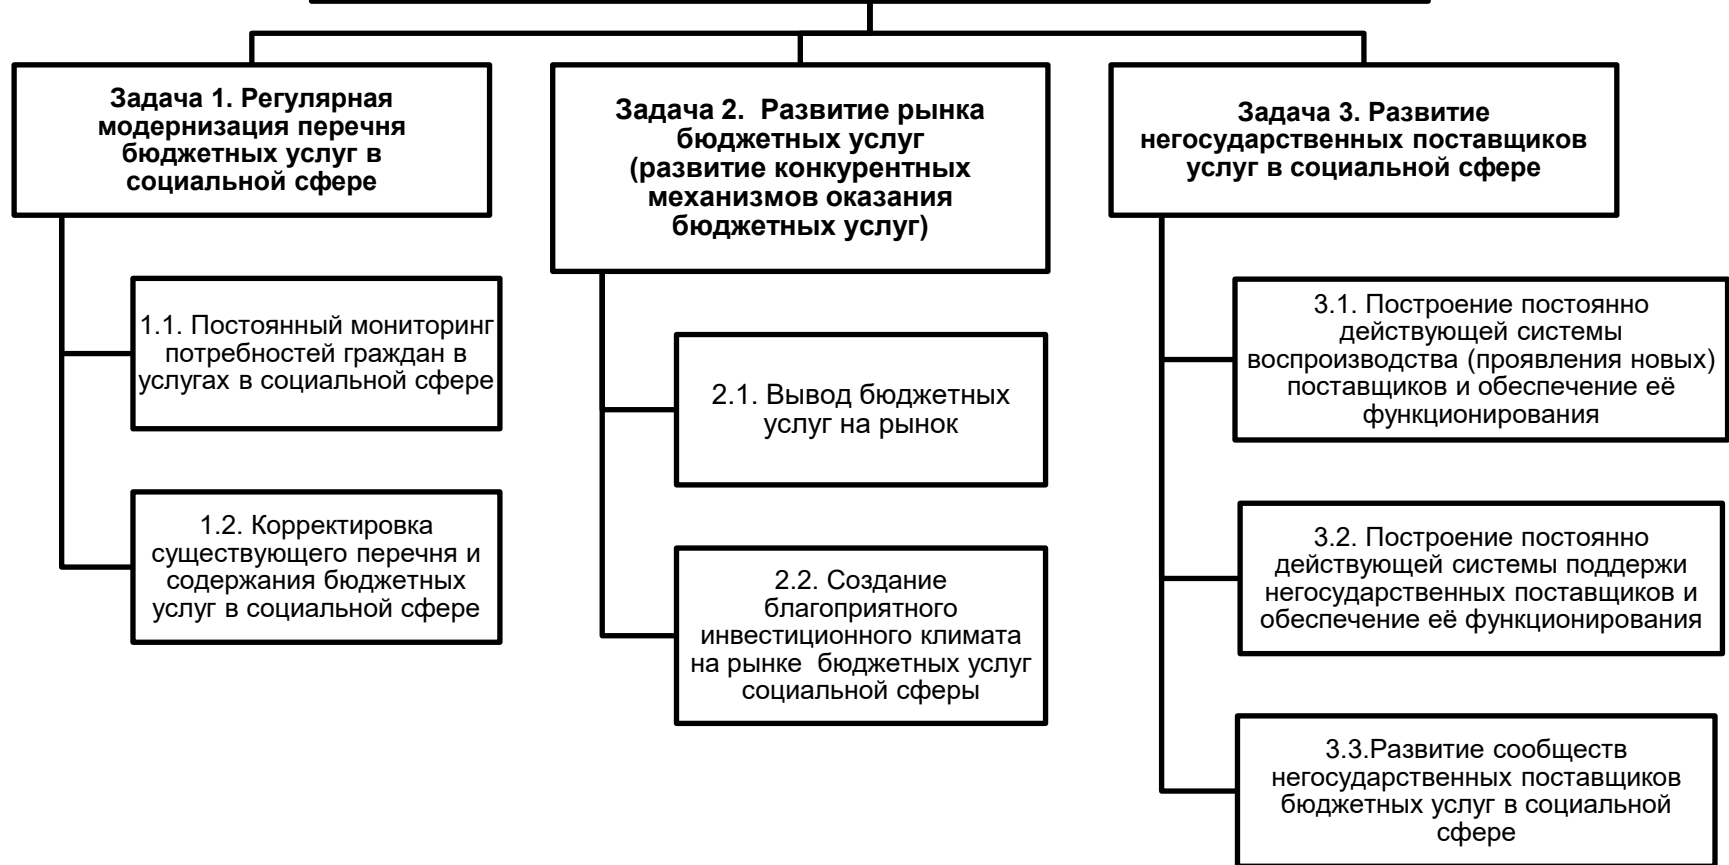 Задача 1. Регулярная
модернизация перечня
бюджетных услуг в
социальной сфере
1.1. Постоянный мониторинг
потребностей граждан в
услугах в социальной сфере
1.2. Корректировка
существующего перечня и
содержания бюджетных
услуг в социальной сфере
Задача 2.  Развитие рынка
бюджетных услуг
(развитие конкурентных
механизмов оказания
бюджетных услуг)
2.1. Вывод бюджетных
услуг на рынок
2.2. Создание
благоприятного
инвестиционного климата
на рынке  бюджетных услуг
социальной сферы
Задача 3. Развитие
негосударственных поставщиков
услуг в социальной сфере
3.1. Построение постоянно
действующей системы
воспроизводства (проявления новых)
поставщиков и обеспечение её
функционирования
3.2. Построение постоянно
действующей системы поддержи
негосударственных поставщиков и
обеспечение её функционирования
3.3.Развитие сообществ
негосударственных поставщиков
бюджетных услуг в социальной
сфере